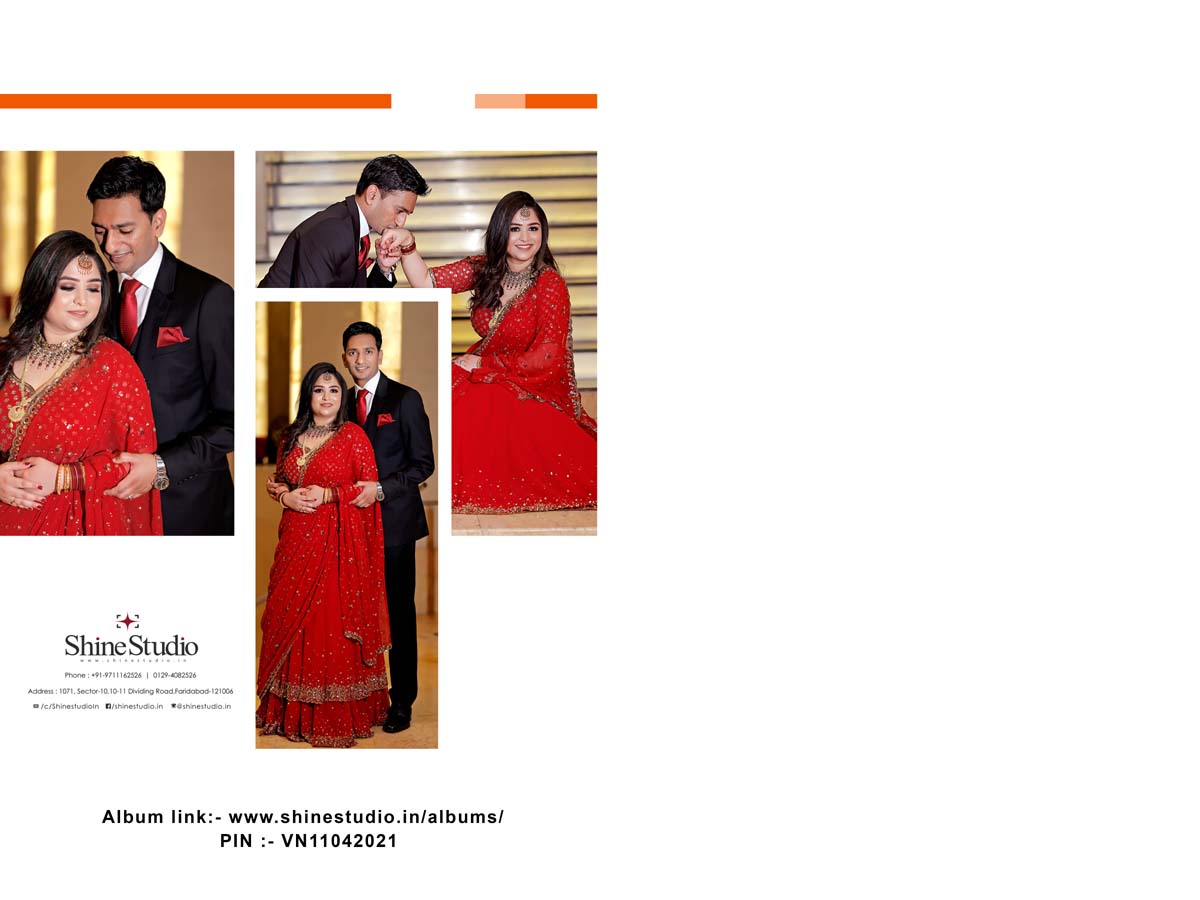 ShineStudio
www.shinestudio.in
Phone : +91-9711162526 | 0129-4082526
Address : 1071, Sector-10,10-11 Dividing Road,Faridabad-121006
/c/ShinestudioIn /shinestudio.in @shinestudio.in
Album link:- www.shinestudio.in/albums/
PIN :- VN11042021